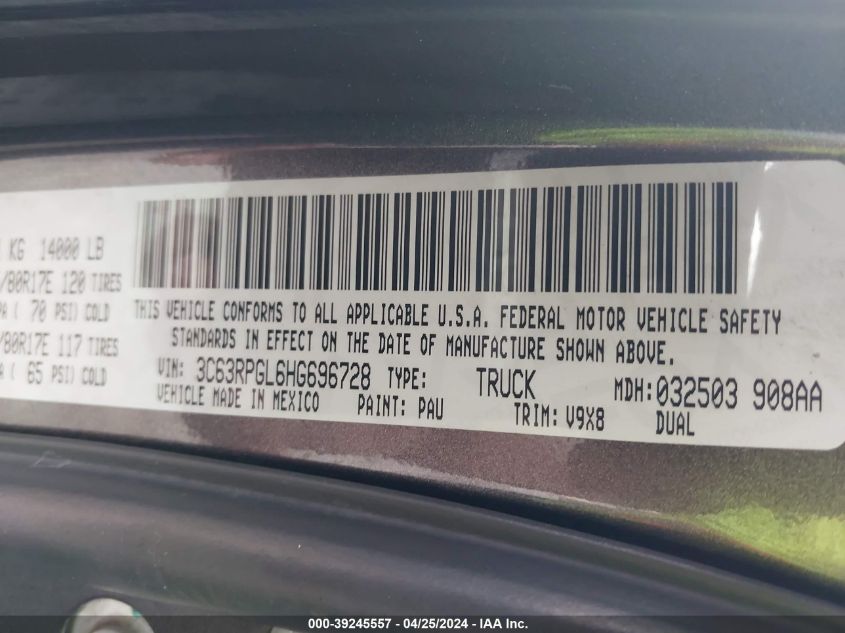 KG 14000 LB
/80R17E 120 TIRES
PA ( 70 PSI) COLD
/80R17E 117 TIRES
A ( 65 PSI) COLD
THIS VEHICLE CONFORMS TO ALL APPLICABLE U.S.A. FEDERAL MOTOR VEHICLE SAFETY
STANDARDS IN EFFECT ON THE DATE OF MANUFACTURE SHOWN ABOVE.
VIN: 3C63RPGL6HG696728 TYPE: TRUCK MDH: 032503 908AA
VEHICLE MADE IN MEXICO PAINT: PAU TRIM: V9X8 DUAL
000-39245557 - 04/25/2024 - IAA Inc.